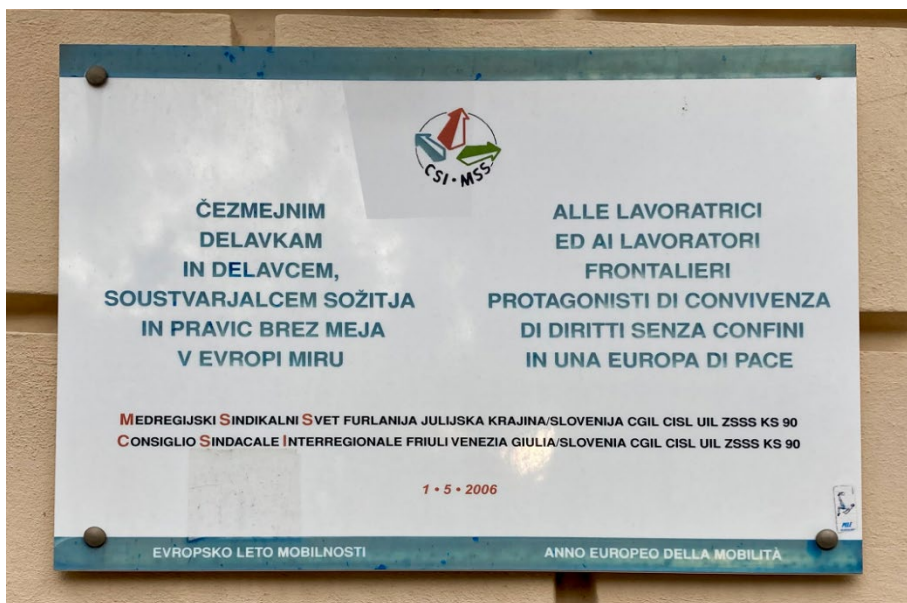 CSI • MSS
ČEZMEJNIM
DELAVKAM
IN DELAVCEM,
SOUSTVARJALCEM SOŽITJA
IN PRAVIC BREZ MEJA
V EVROPI MIRU
ALLE LAVORATRICI
ED AI LAVORATORI
FRONTALIERI
PROTAGONISTI DI CONVIVENZA
DI DIRITTI SENZA CONFINI
IN UNA EUROPA DI PACE
MEDREGIJSKI SINDIKALNI SVET FURLANIJA JULIJSKA KRAJINA/SLOVENIJA CGIL CISL UIL ZSSS KS 90
CONSIGLIO SINDACALE INTERREGIONALE FRIULI VENEZIA GIULIA/SLOVENIA CGIL CISL UIL ZSSS KS 90
1 • 5 • 2006
EVROPSKO LETO MOBILNOSTI
ANNO EUROPEO DELLA MOBILITÀ